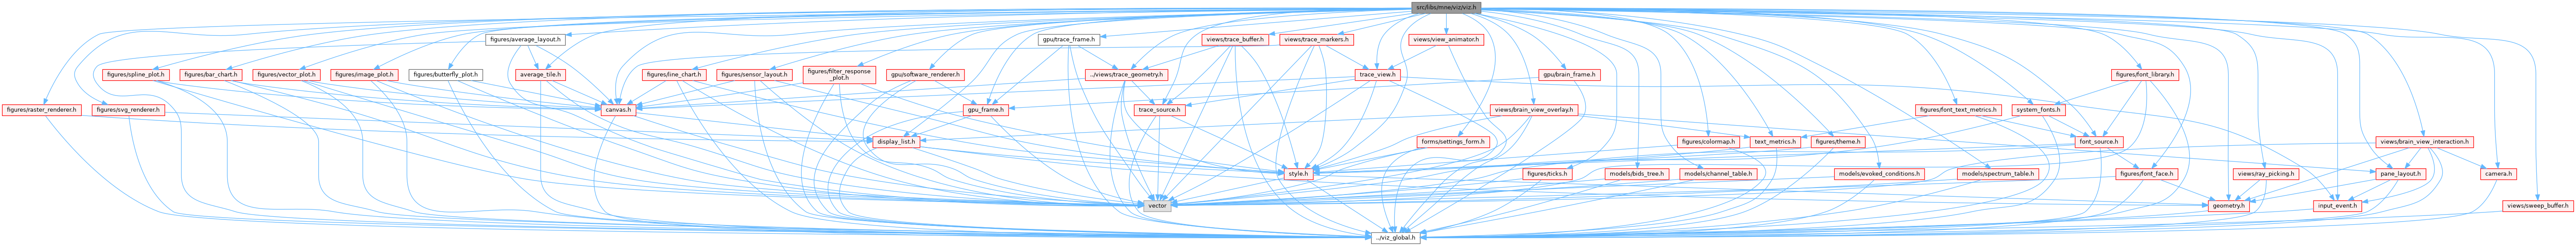 src/libs/mne/viz/viz.h
figures/average_layout.h
gpu/trace_frame.h
views/trace_buffer.h
views/trace_markers.h
views/view_animator.h
figures/spline_plot.h
figures/bar_chart.h
figures/vector_plot.h
figures/image_plot.h
figures/butterfly_plot.h
average_tile.h
figures/line_chart.h
figures/sensor_layout.h
figures/filter_response
_plot.h
gpu/software_renderer.h
../views/trace_geometry.h
trace_view.h
gpu/brain_frame.h
figures/font_library.h
figures/raster_renderer.h
figures/svg_renderer.h
canvas.h
gpu_frame.h
trace_source.h
views/brain_view_overlay.h
figures/font_text_metrics.h
system_fonts.h
display_list.h
forms/settings_form.h
figures/colormap.h
text_metrics.h
figures/theme.h
font_source.h
views/brain_view_interaction.h
style.h
figures/ticks.h
models/bids_tree.h
models/channel_table.h
models/evoked_conditions.h
models/spectrum_table.h
figures/font_face.h
views/ray_picking.h
pane_layout.h
camera.h
vector
geometry.h
input_event.h
views/sweep_buffer.h
../viz_global.h